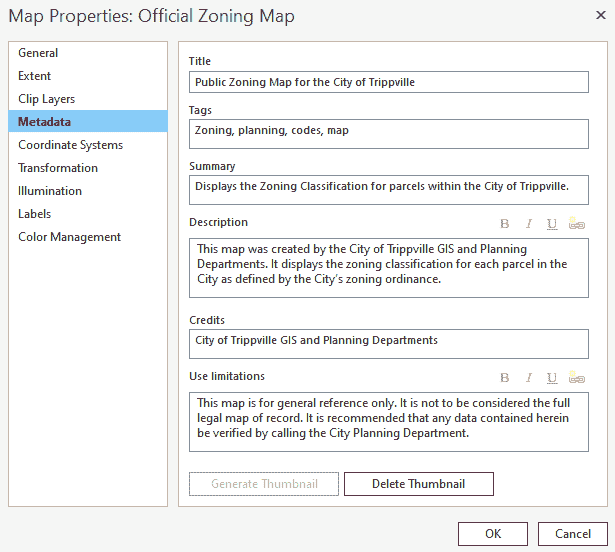 Map Properties: Official Zoning Map
General
Extent
Clip Layers
Metadata
Coordinate Systems
Transformation
Illumination
Labels
Color Management
Title
Public Zoning Map for the City of Trippville
Tags
Zoning, planning, codes, map
Summary
Displays the Zoning Classification for parcels within the City of Trippville.
Description
B I U
This map was created by the City of Trippville GIS and Planning
Departments. It displays the zoning classification for each parcel in the
City as defined by the City's zoning ordinance.
Credits
City of Trippville GIS and Planning Departments
Use limitations
B I U
This map is for general reference only. It is not to be considered the full
legal map of record. It is recommended that any data contained herein
be verified by calling the City Planning Department.
Generate Thumbnail
Delete Thumbnail
OK
Cancel